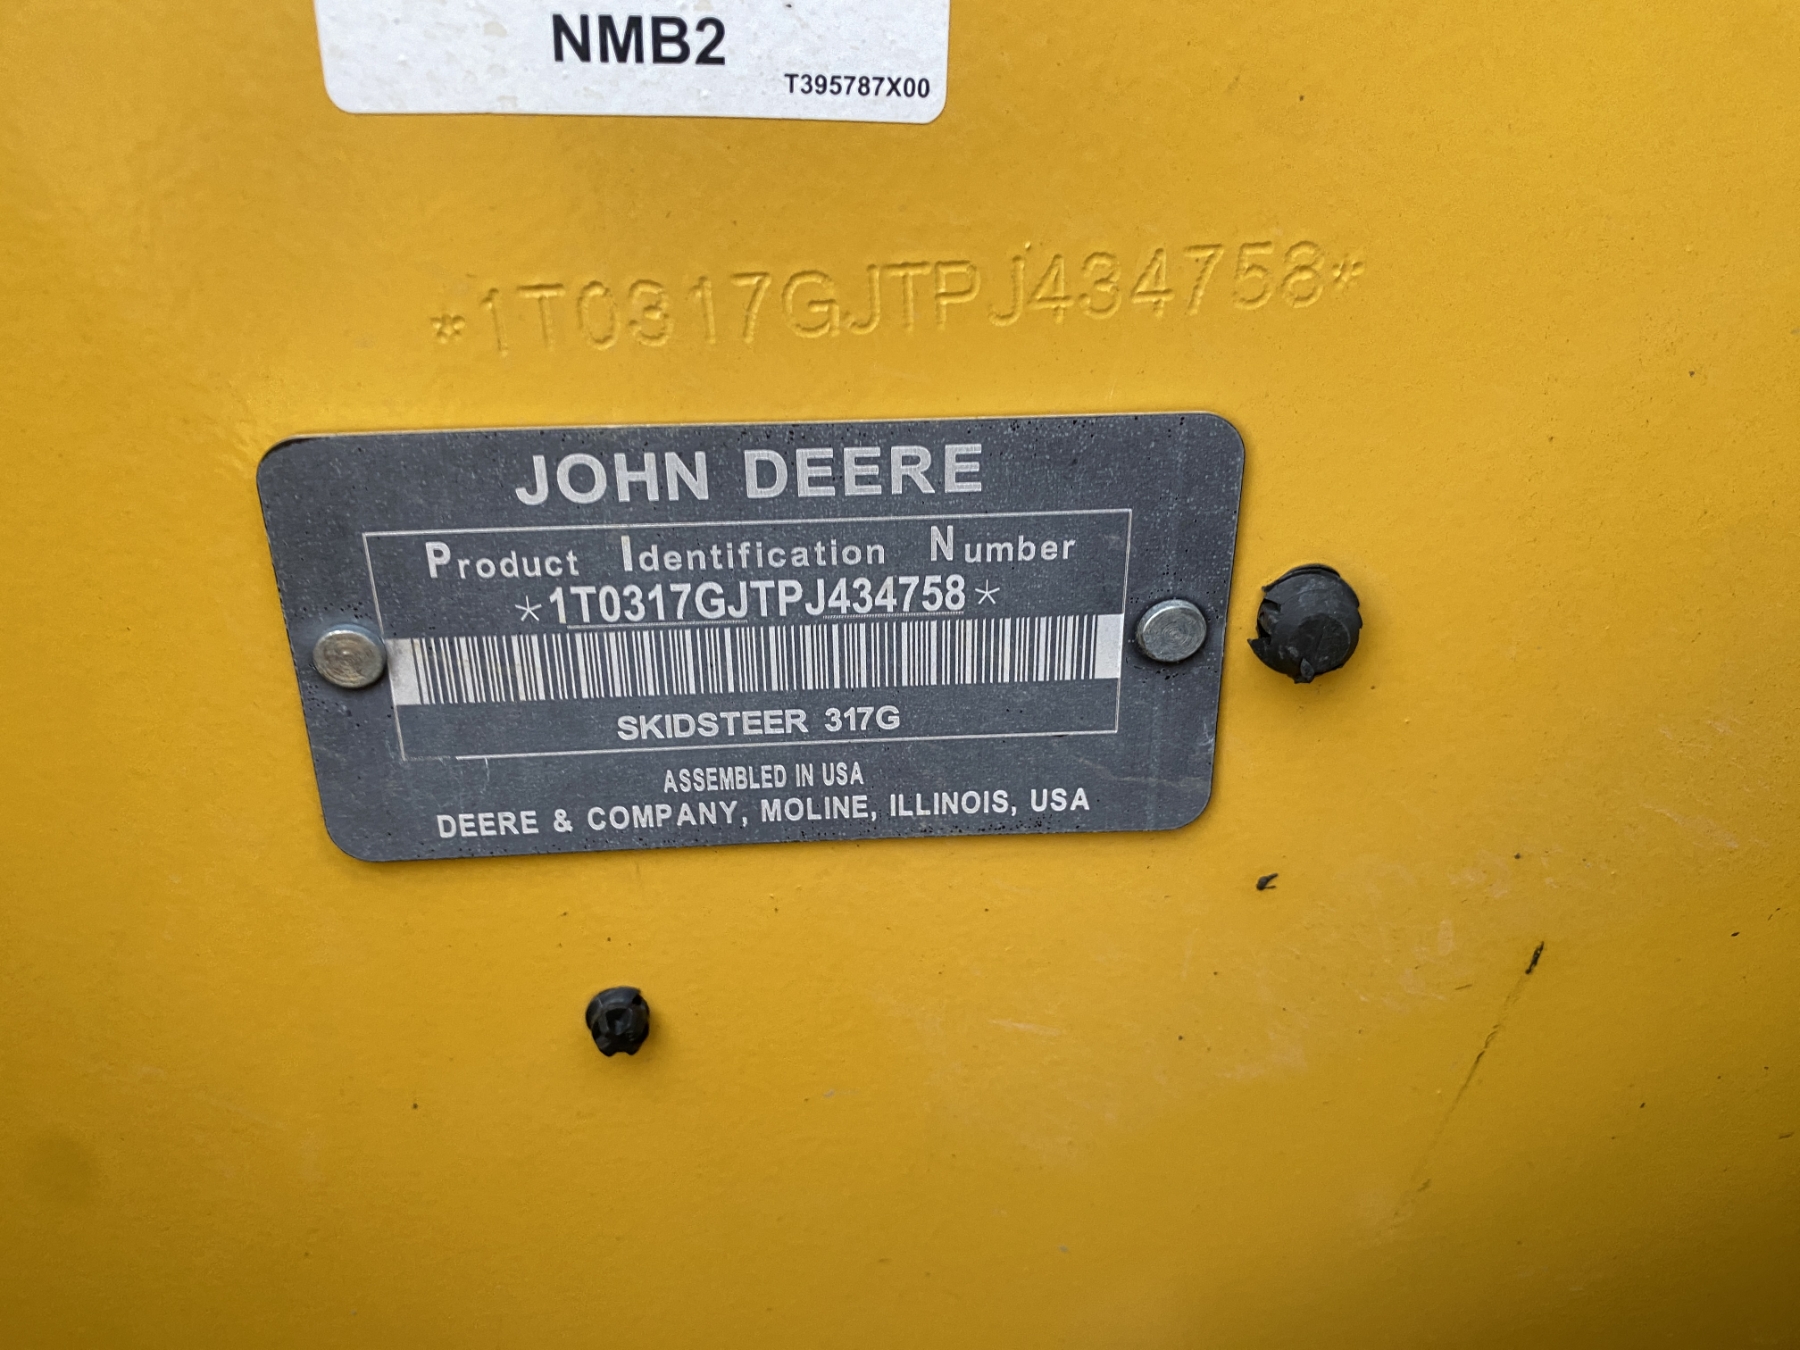 NMB2
T395787X00
*1T0317GJTPJ434758*
JOHN DEERE
Product Identification Number
*1T0317GJTPJ434758*
SKIDSTEER 317G
ASSEMBLED IN USA
DEERE & COMPANY, MOLINE, ILLINOIS, USA